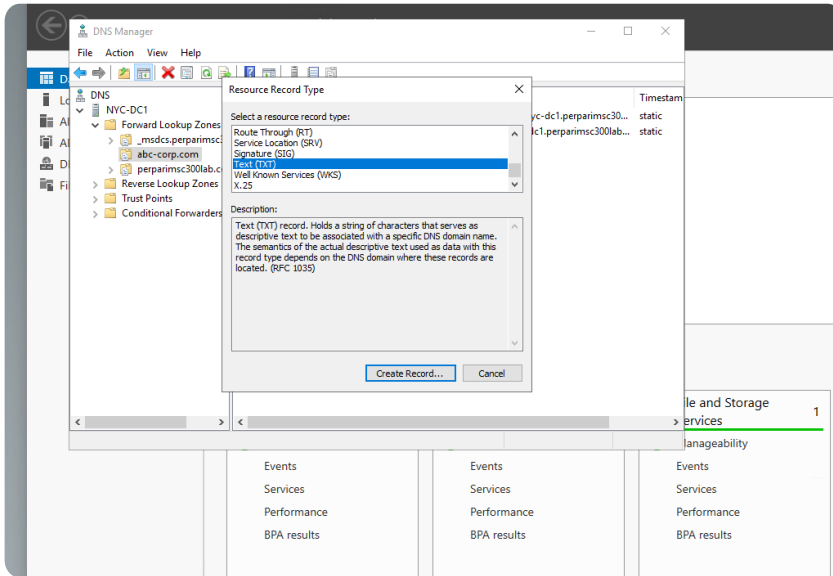 DNS Manager
File Action View Help
DNS
NYC-DC1
Forward Lookup Zones
_msdcs.perparimsc
abc-corp.com
perparimsc300lab.c
Reverse Lookup Zones
Trust Points
Conditional Forwarders
Resource Record Type
Select a resource record type:
Route Through (RT)
Service Location (SRV)
Signature (SIG)
Text (TXT)
Well Known Services (WKS)
X.25
Description:
Text (TXT) record. Holds a string of characters that serves as
descriptive text to be associated with a specific DNS domain name.
The semantics of the actual descriptive text used as data with this
record type depends on the DNS domain where these records are
located. (RFC 1035)
Create Record... Cancel
Timestam
yc-dc1.perparimsc30... static
lc1.perparimsc300lab... static
D
Lo
Al
Al
D
Fi
ile and Storage 1
ervices
anageability
Events Events Events
Services Services Services
Performance Performance Performance
BPA results BPA results BPA results